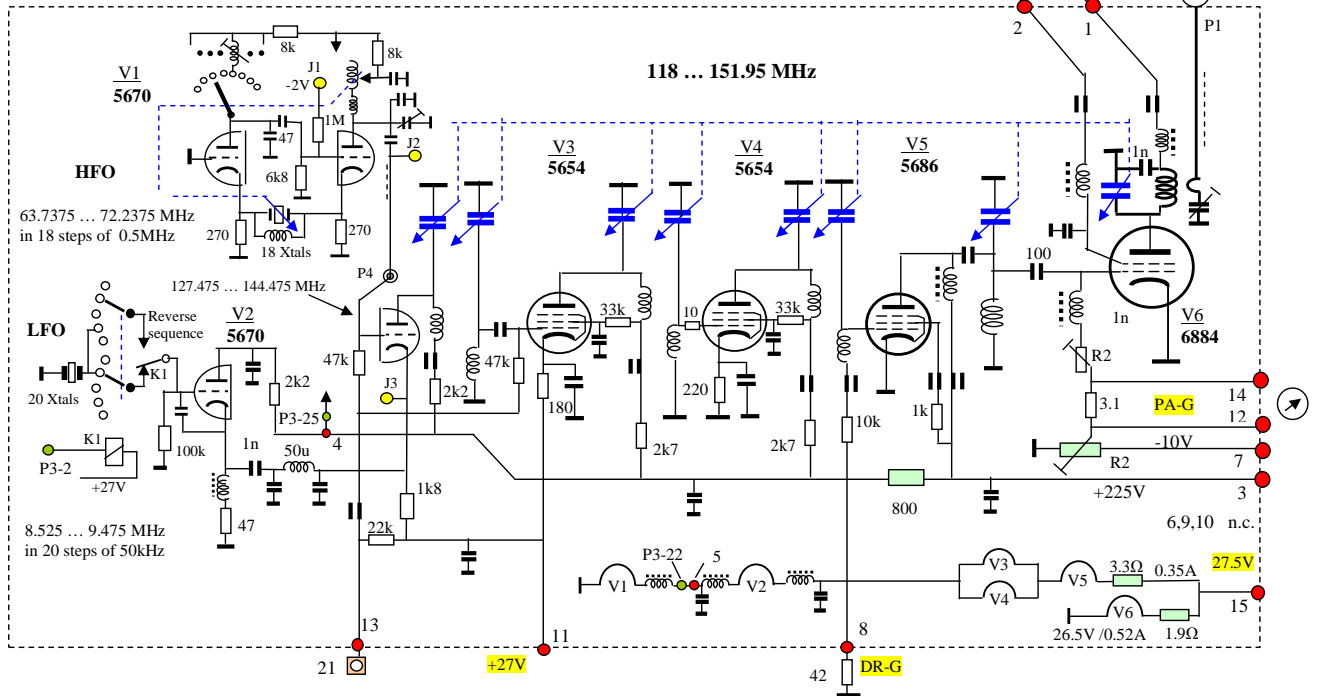 2
1
P1
8k
8k
J1
-2V
V1
5670
118 … 151.95 MHz
47
1M
J2
V3
5654
V4
5654
V5
5686
1n
HFO
6k8
63.7375 … 72.2375 MHz
in 18 steps of 0.5MHz
270
270
18 Xtals
P4
127.475 … 144.475 MHz
100
33k
10
33k
1n
V6
6884
LFO
Reverse
sequence
V2
5670
K1
20 Xtals
2k2
47k
J3
2k2
47k
180
220
R2
P3-25
4
10k
1k
3.1
PA-G
14
12
100k
1n
50u
2k7
2k7
-10V
R2
7
K1
P3-2
+27V
1k8
800
+225V
3
8.525 … 9.475 MHz
in 20 steps of 50kHz
47
22k
6,9,10 n.c.
P3-22
5
V3
27.5V
V1
V2
V4
V5
3.3Ω
0.35A
V6
15
26.5V /0.52A
1.9Ω
13
11
8
21
+27V
DR-G
42